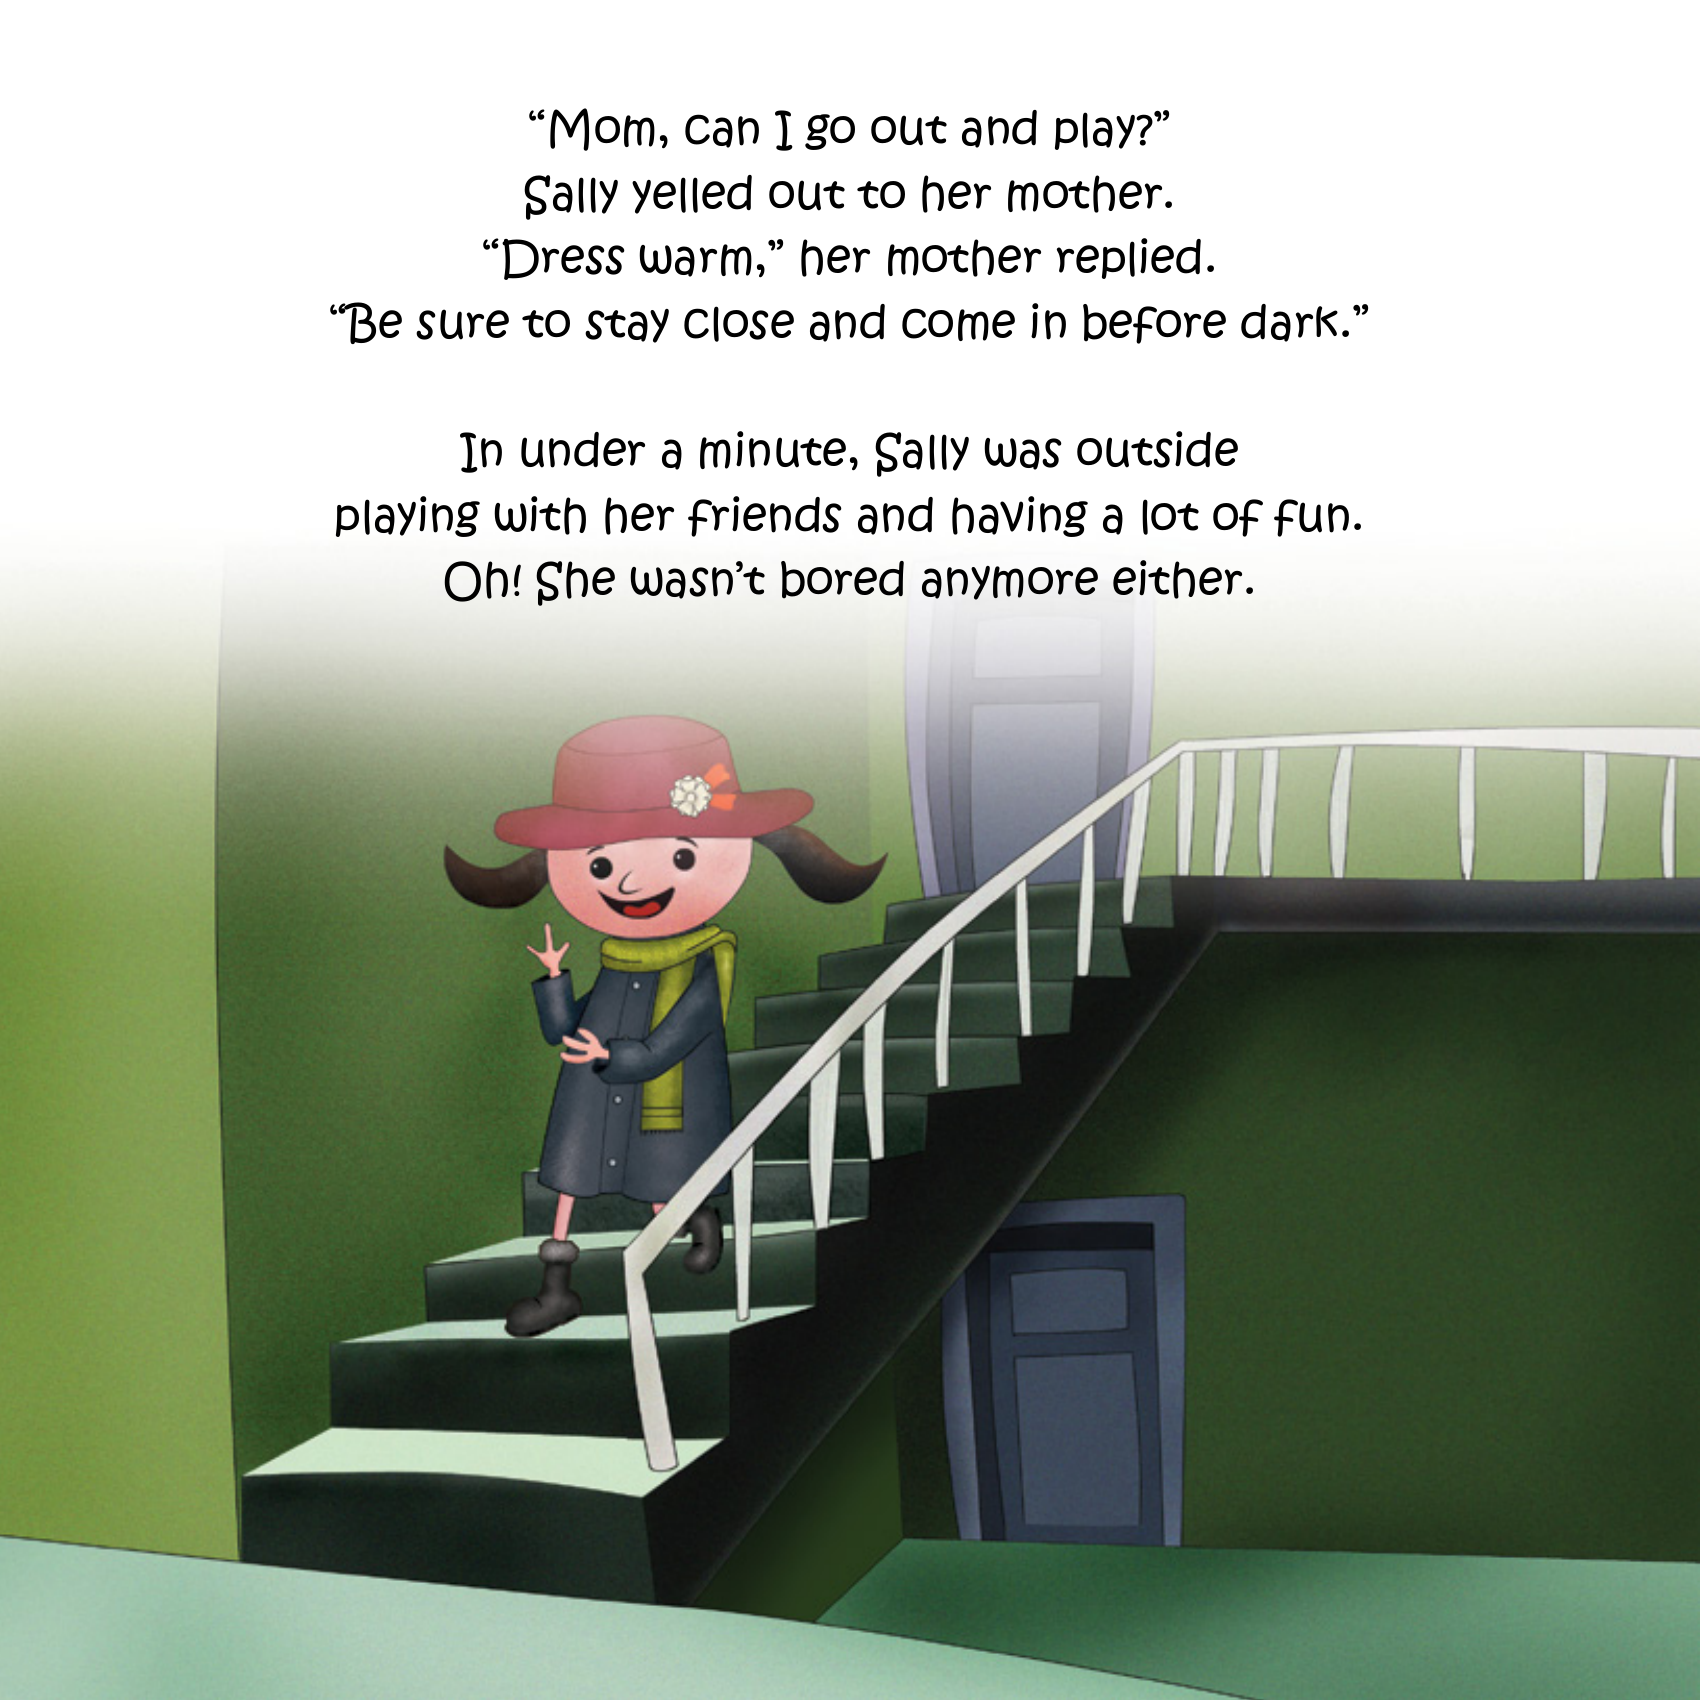 “Mom, can I go out and play?”
Sally yelled out to her mother.
“Dress warm,” her mother replied.
“Be sure to stay close and come in before dark.”
In under a minute, Sally was outside
playing with her friends and having a lot of fun.
Oh! She wasn’t bored anymore either.